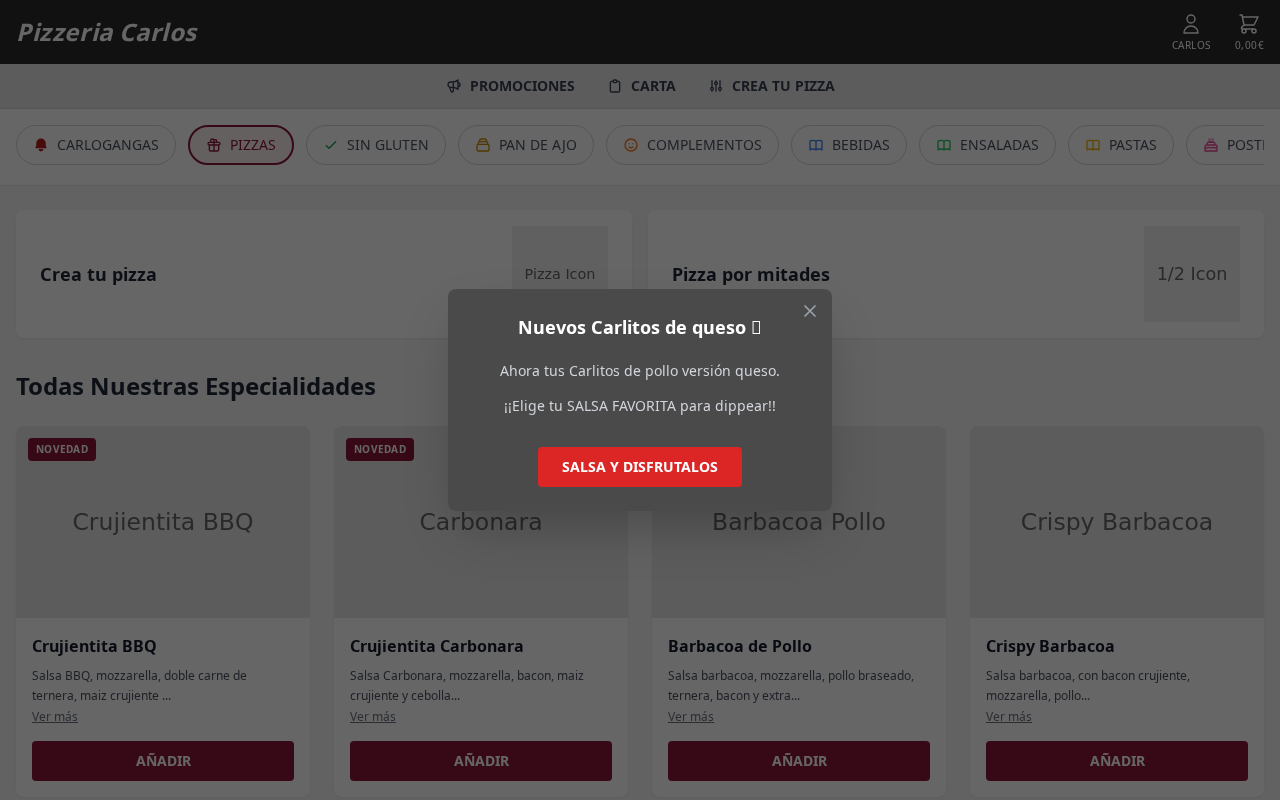 Pizzeria Carlos
CARLOS
0,00€
PROMOCIONES
CARTA
CREA TU PIZZA
CARLOGANGAS
PIZZAS
SIN GLUTEN
PAN DE AJO
COMPLEMENTOS
BEBIDAS
ENSALADAS
PASTAS
Crea tu pizza
Pizza Icon
Pizza por mitades
1/2 Icon
Nuevos Carlitos de queso
Ahora tus Carlitos de pollo versión queso.
¡¡Elige tu SALSA FAVORITA para dippear!!
SALSA Y DISFRUTALOS
Todas Nuestras Especialidades
NOVEDAD
Crujientita BBQ
Crujientita BBQ
Salsa BBQ, mozzarella, doble carne de
ternera, maiz crujiente ...
Ver más
AÑADIR
NOVEDAD
Carbonara
Crujientita Carbonara
Salsa Carbonara, mozzarella, bacon, maiz
crujiente y cebolla...
Ver más
AÑADIR
Barbacoa Pollo
Barbacoa de Pollo
Salsa barbacoa, mozzarella, pollo braseado,
ternera, bacon y extra...
Ver más
AÑADIR
Crispy Barbacoa
Crispy Barbacoa
Salsa barbacoa, con bacon crujiente,
mozzarella, pollo...
Ver más
AÑADIR